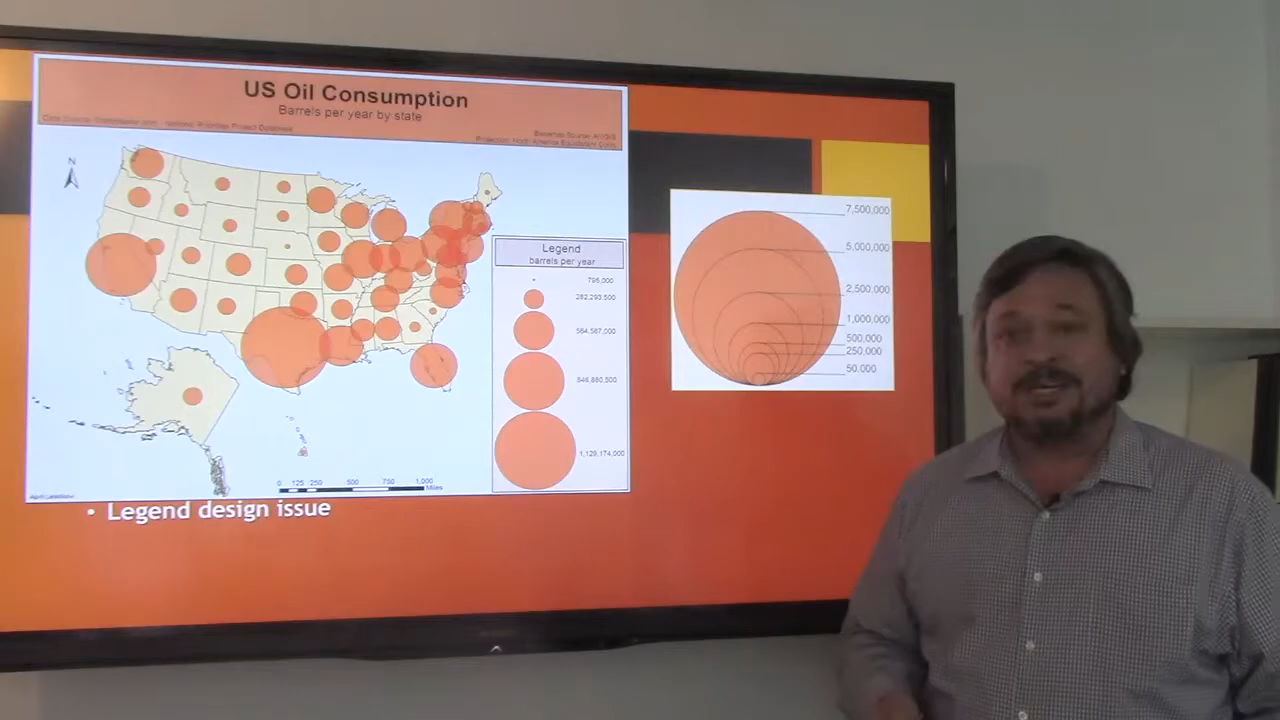 US Oil Consumption
Barrels per year by state
N
Legend
barrels per year
282,293,500
564,587,000
846,880,500
1,129,174,000
0 125 250 500 750 1,000
Miles
7,500,000
5,000,000
2,500,000
1,000,000
500,000
250,000
50,000
• Legend design issue